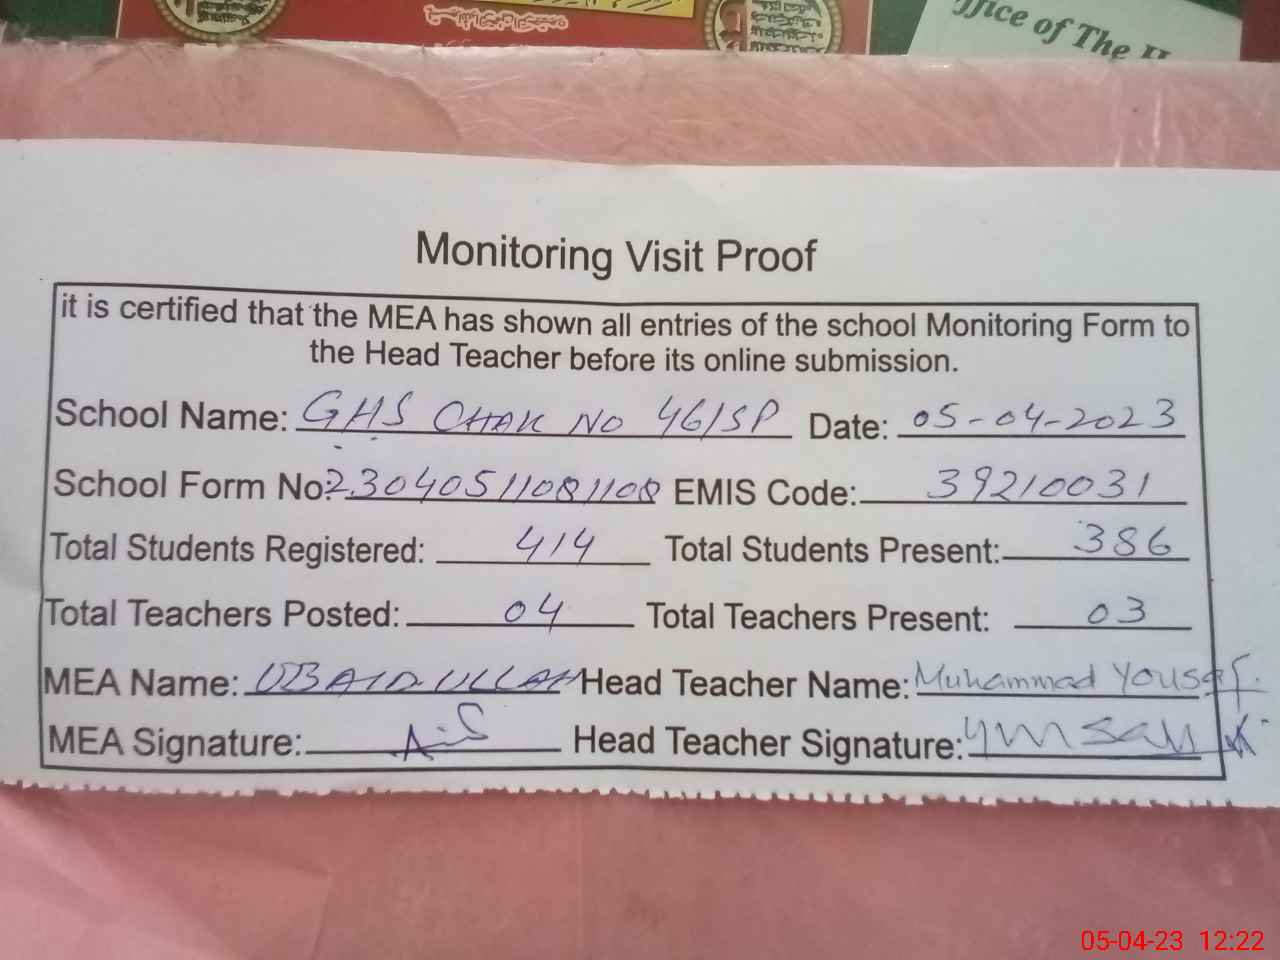 ffice of The H
Monitoring Visit Proof
it is certified that the MEA has shown all entries of the school Monitoring Form to
the Head Teacher before its online submission.
School Name: GHS CHAK NO 46/SP Date: 05-04-2023
School Form No: 23040511081108 EMIS Code: 39210031
Total Students Registered: 414 Total Students Present: 386
Total Teachers Posted: 04 Total Teachers Present: 03
MEA Name: UBAIDULLAH Head Teacher Name: Muhammad Yousaf.
MEA Signature: Head Teacher Signature:
05-04-23 12:22